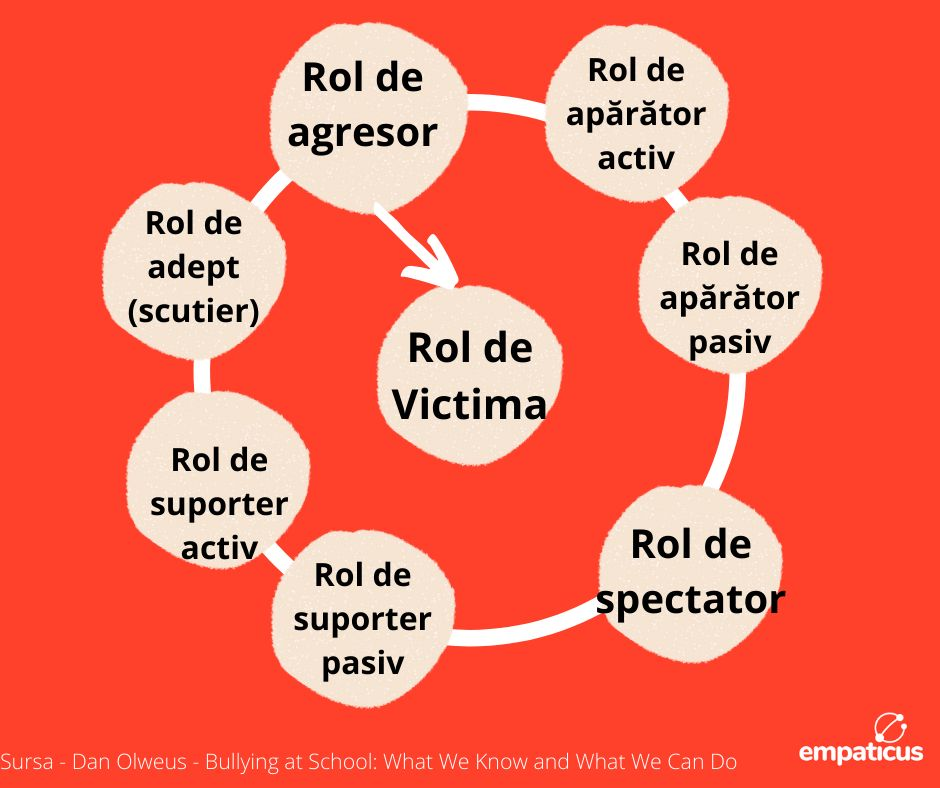 Rol de
agresor
Rol de
apărător
activ
Rol de
apărător
pasiv
Rol de
spectator
Rol de
suporter
pasiv
Rol de
suporter
activ
Rol de
adept
(scutier)
Rol de
Victima
Sursa - Dan Olweus - Bullying at School: What We Know and What We Can Do
empaticus